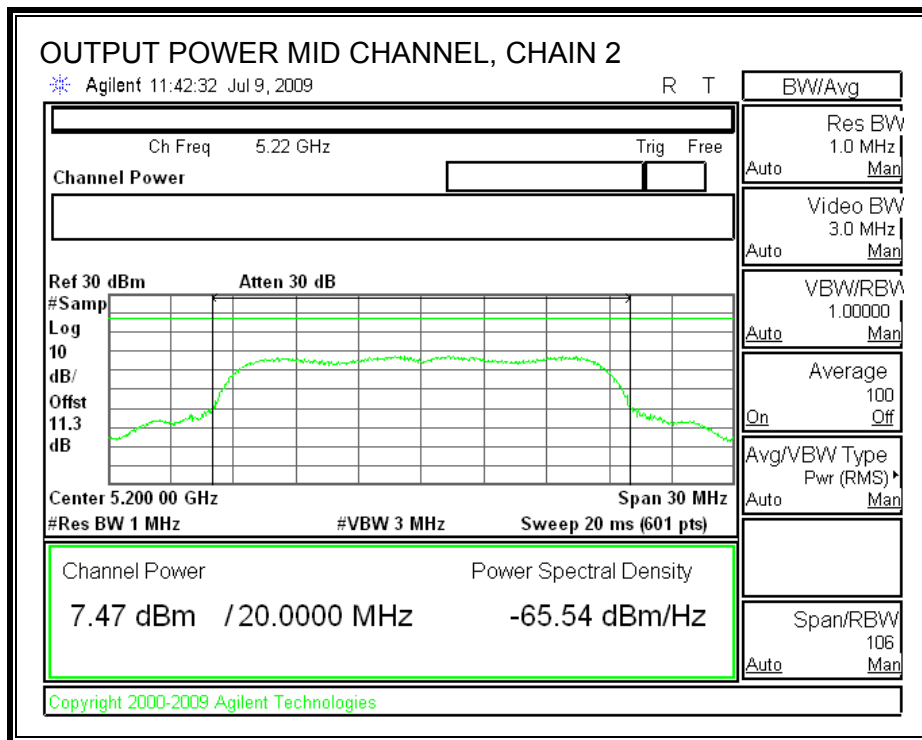 OUTPUT POWER MID CHANNEL, CHAIN 2
Agilent 11:42:32 Jul 9, 2009 R T
Ch Freq 5.22 GHz Trig Free
Channel Power
Ref 30 dBm Atten 30 dB
#Samp
Log
10
dB/
Offst
11.3
dB
Center 5.200 00 GHz Span 30 MHz
#Res BW 1 MHz #VBW 3 MHz Sweep 20 ms (601 pts)
Channel Power Power Spectral Density
7.47 dBm / 20.0000 MHz -65.54 dBm/Hz
Copyright 2000-2009 Agilent Technologies
BW/Avg
Res BW
1.0 MHz
Auto Man
Video BW
3.0 MHz
Auto Man
VBW/RBW
1.00000
Auto Man
Average
100
On Off
Avg/VBW Type
Pwr (RMS)
Auto Man
Span/RBW
106
Auto Man